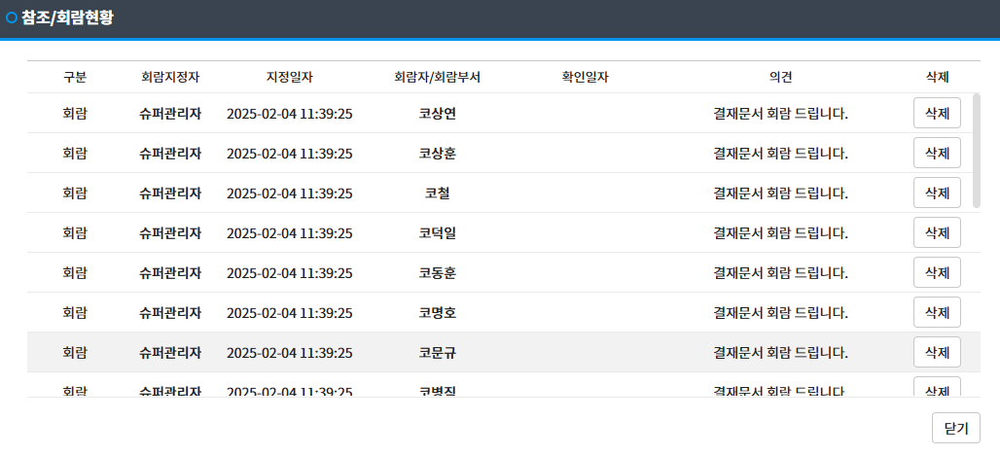 참조/회람현황
구분 회람지정자 지정일자 회람자/회람부서 확인일자 의견 삭제
회람 슈퍼관리자 2025-02-04 11:39:25 코상연 결재문서 회람 드립니다. 삭제
회람 슈퍼관리자 2025-02-04 11:39:25 코상훈 결재문서 회람 드립니다. 삭제
회람 슈퍼관리자 2025-02-04 11:39:25 코철 결재문서 회람 드립니다. 삭제
회람 슈퍼관리자 2025-02-04 11:39:25 코덕일 결재문서 회람 드립니다. 삭제
회람 슈퍼관리자 2025-02-04 11:39:25 코동훈 결재문서 회람 드립니다. 삭제
회람 슈퍼관리자 2025-02-04 11:39:25 코명호 결재문서 회람 드립니다. 삭제
회람 슈퍼관리자 2025-02-04 11:39:25 코문규 결재문서 회람 드립니다. 삭제
회람 슈퍼관리자 2025-02-04 11:39:25 결재문서 회람 드립니다. 삭제
닫기